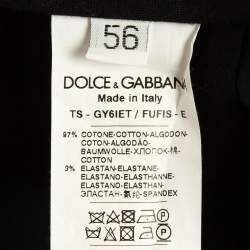 56
DOLCE & GABBANA
Made in Italy
TS - GY6IET / FUFIS - E
97% COTONE-COTTON-ALGODON
COTON-ALGODÃO-
BAUMWOLLE-ХЛОПОК-棉-
COTTON
3% ELASTAN-ELASTANE-
ELASTANO-ELASTHANNE-
ELASTANO-ELASTHAN-
ЭЛАСТАН-氨纶-SPANDEX